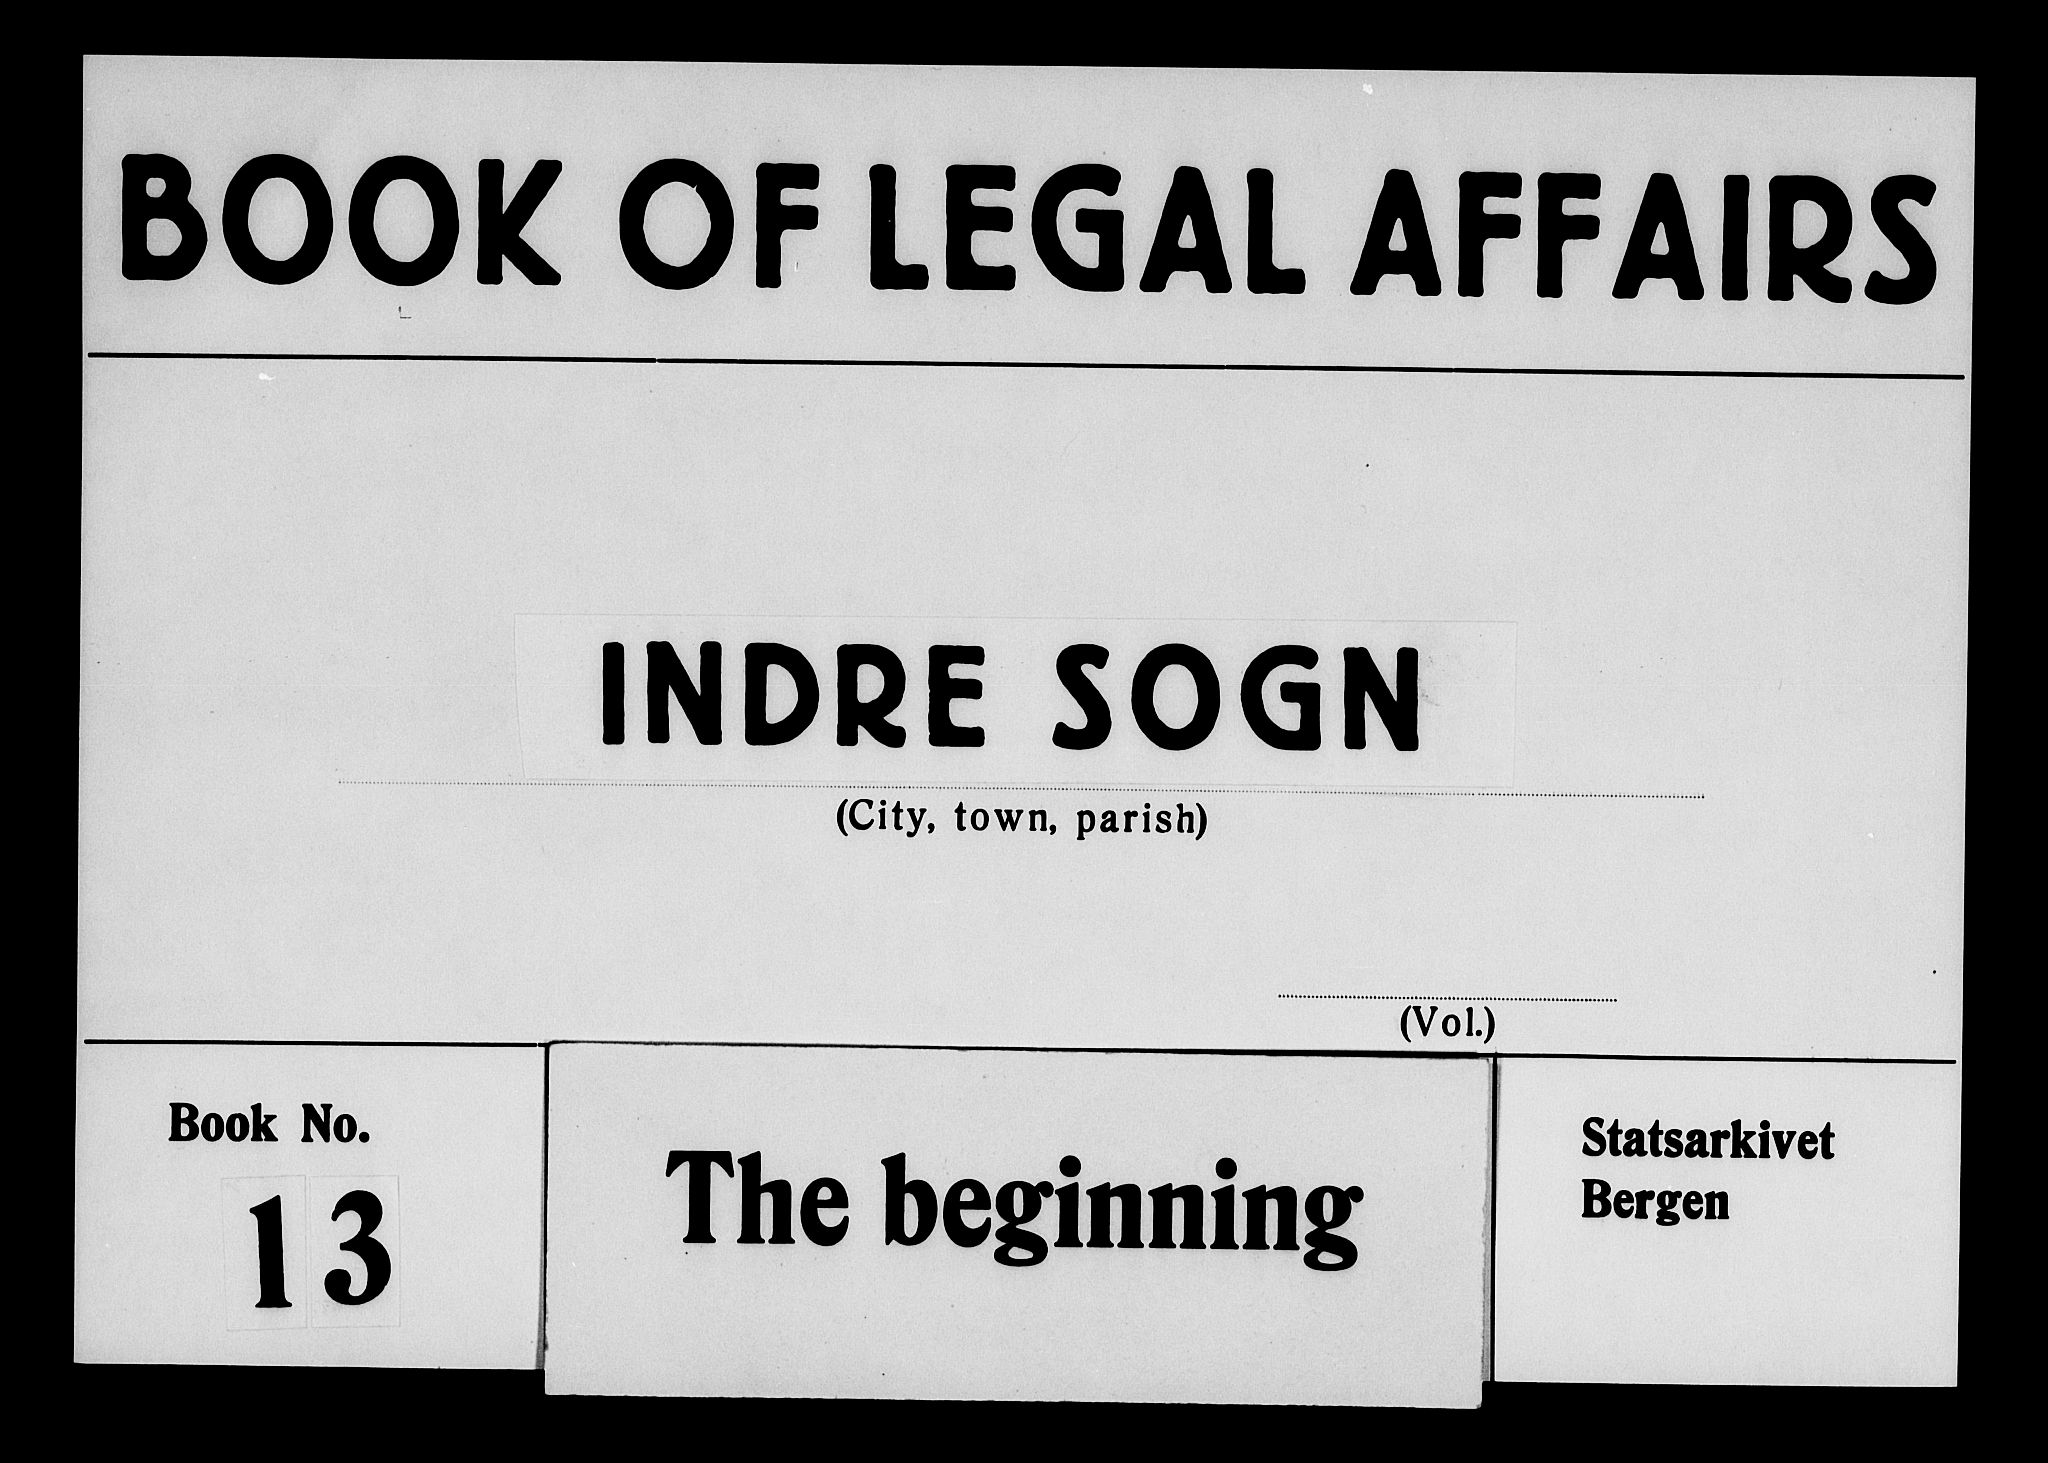 BOOK OF LEGAL AFFAIRS
INDRE SOGN
(City, town, parish)
(Vol.)
Book No.
13
The beginning
Statsarkivet
Bergen